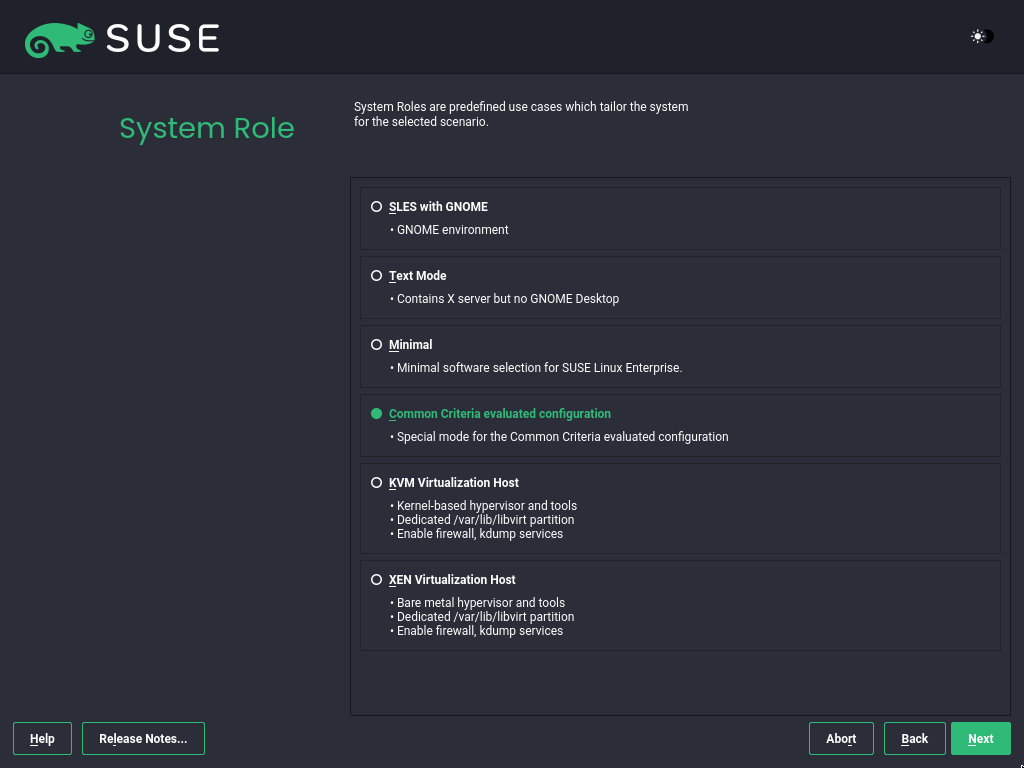 SUSE
System Role
System Roles are predefined use cases which tailor the system
for the selected scenario.
SLES with GNOME
• GNOME environment
Text Mode
• Contains X server but no GNOME Desktop
Minimal
• Minimal software selection for SUSE Linux Enterprise.
Common Criteria evaluated configuration
• Special mode for the Common Criteria evaluated configuration
KVM Virtualization Host
• Kernel-based hypervisor and tools
• Dedicated /var/lib/libvirt partition
• Enable firewall, kdump services
XEN Virtualization Host
• Bare metal hypervisor and tools
• Dedicated /var/lib/libvirt partition
• Enable firewall, kdump services
Help
Release Notes...
Abort
Back
Next